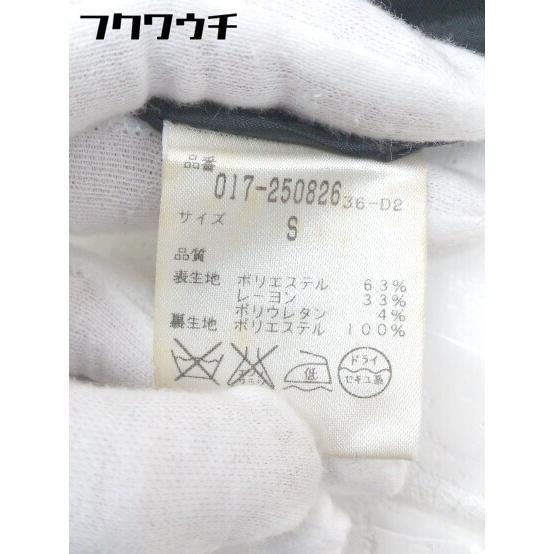 フクワウチ
品番
017-250826 36-D2
サイズ S
品質
表生地 ポリエステル 63%
レーヨン 33%
ポリウレタン 4%
裏生地 ポリエステル 100%
低
ドライ
セキユ系